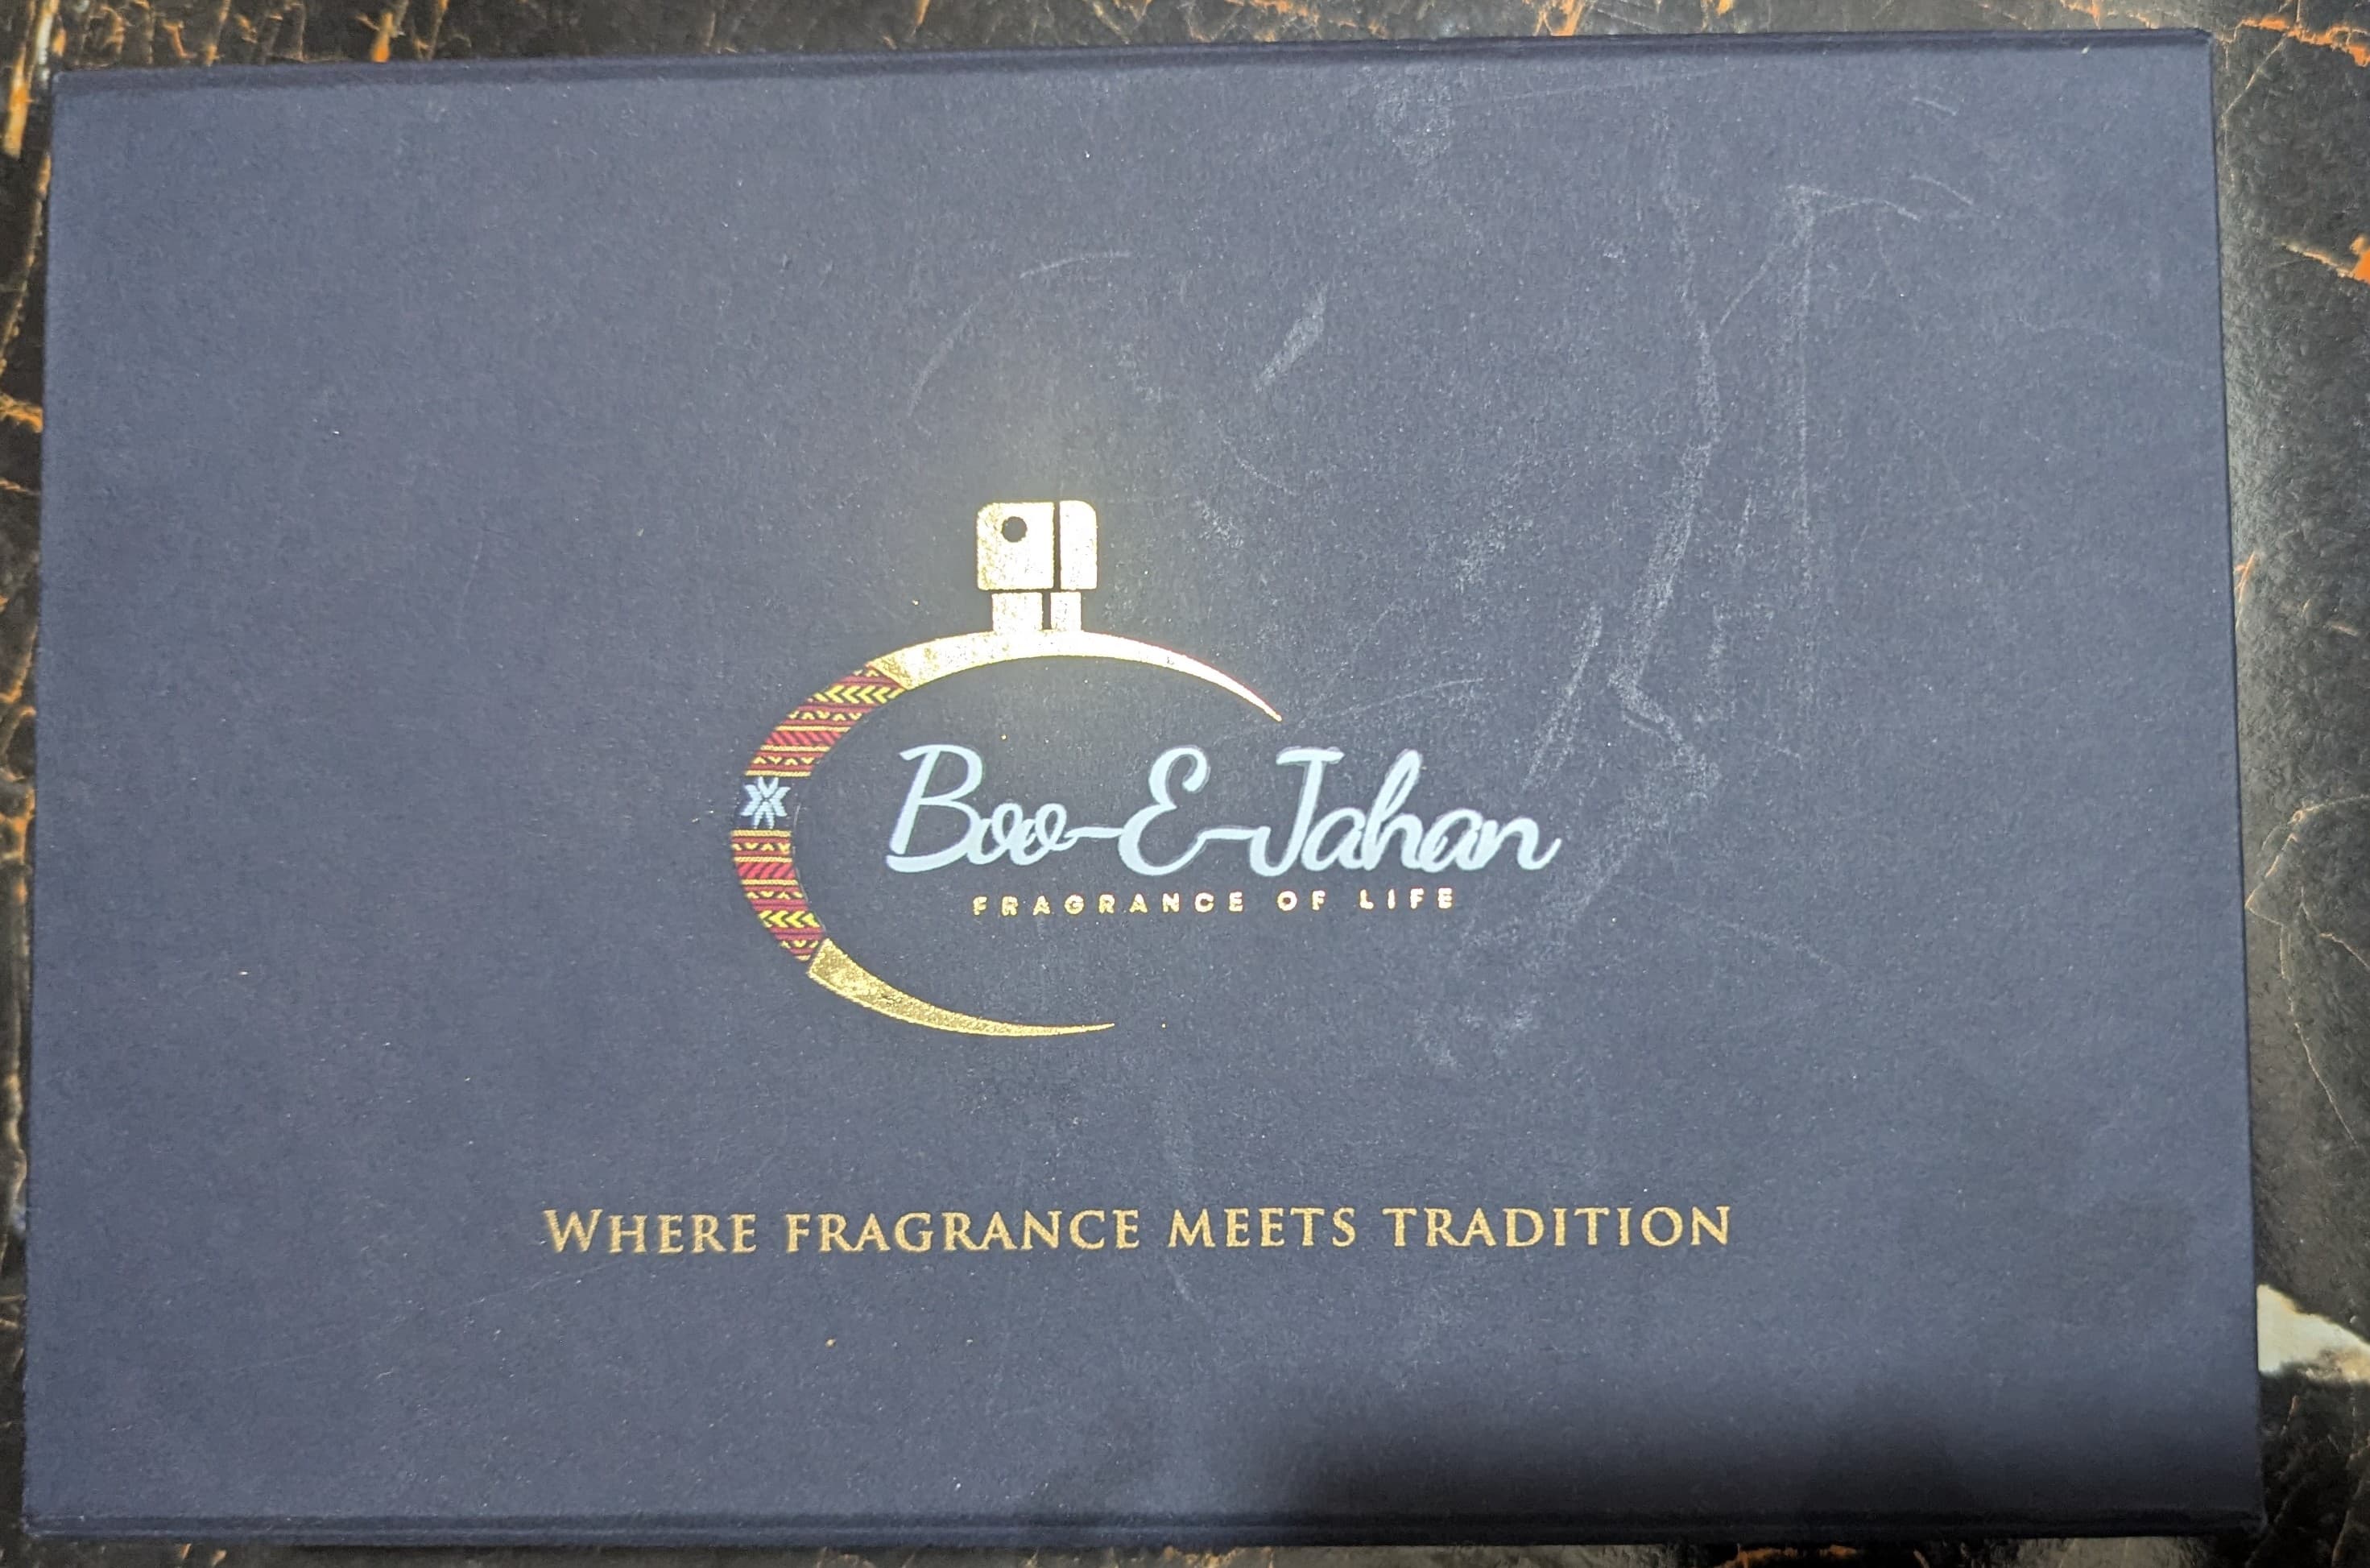 Boo-E-Jahan
FRAGRANCE OF LIFE
WHERE FRAGRANCE MEETS TRADITION